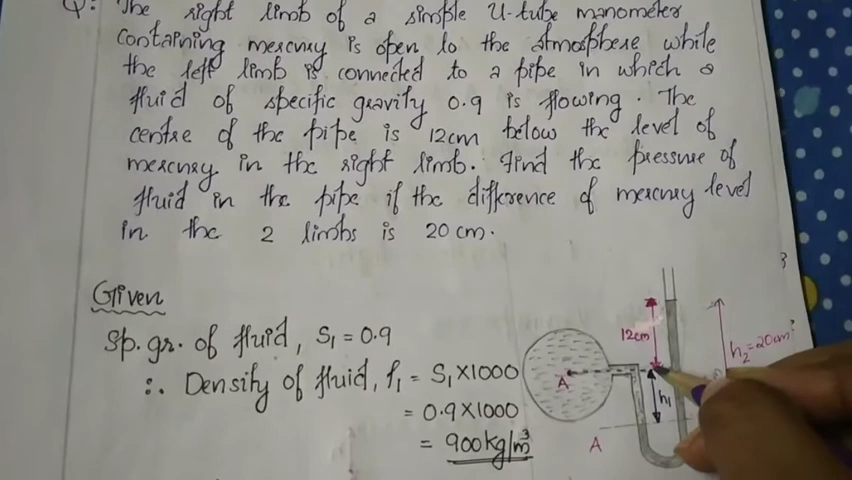 Q: The right limb of a simple U-tube manometer
containing mercury is open to the atmosphere while
the left limb is connected to a pipe in which a
fluid of specific gravity 0.9 is flowing. The
centre of the pipe is 12cm below the level of
mercury in the right limb. Find the pressure of
fluid in the pipe if the difference of mercury level
in the 2 limbs is 20cm.
Given
Sp.gr. of fluid, S₁ = 0.9
∴ Density of fluid, ρ₁ = S₁×1000
= 0.9×1000
= 900kg/m³
12cm
h₂=20cm
A
h₁
A